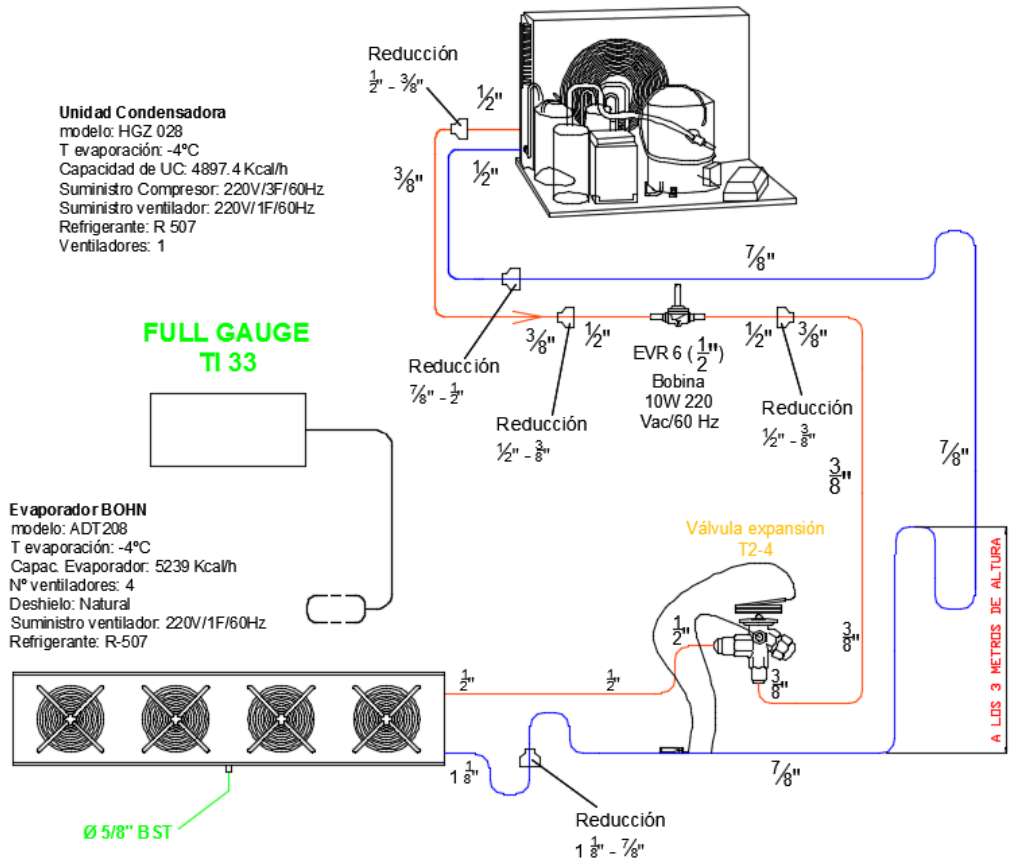 Reducción
½" - ⅜"
½"
Unidad Condensadora
modelo: HGZ 028
T evaporación: -4ºC
Capacidad de UC: 4897.4 Kcal/h
Suministro Compresor: 220V/3F/60Hz
Suministro ventilador: 220V/1F/60Hz
Refrigerante: R 507
Ventiladores: 1
⅜"
½"
⅞"
FULL GAUGE
TI 33
⅜"
½"
EVR 6 ( ½")
Bobina
10W 220
Vac/60 Hz
½"
⅜"
Reducción
⅞" - ½"
Reducción
½" - ⅜"
Reducción
½" - ⅜"
⅜"
⅞"
Evaporador BOHN
modelo: ADT208
T evaporación: -4ºC
Capac. Evaporador: 5239 Kcal/h
Nº ventiladores: 4
Deshielo: Natural
Suministro ventilador: 220V/1F/60Hz
Refrigerante: R-507
Válvula expansión
T2-4
A LOS 3 METROS DE ALTURA
½"
⅜"
⅜"
½"
½"
1 ⅛"
⅞"
Reducción
1 ⅛" - ⅞"
Ø 5/8" BST